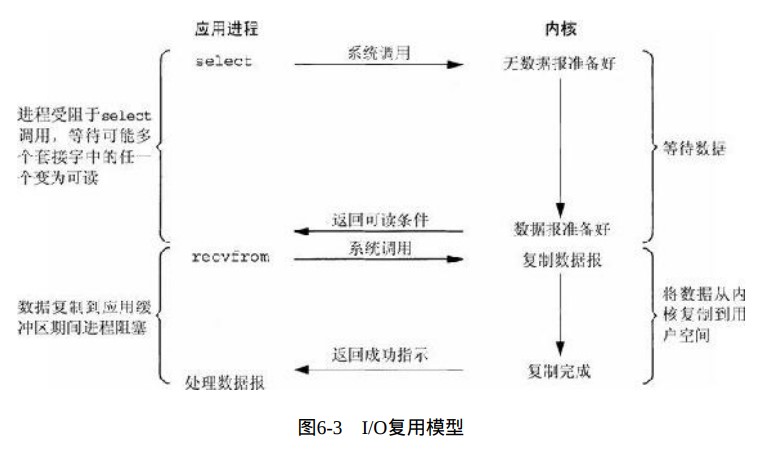 应用进程
内核
select
系统调用
无数据报准备好
进程受阻于select
调用，等待可能多
个套接字中的任一
个变为可读
等待数据
返回可读条件
数据报准备好
recvfrom
系统调用
复制数据报
数据复制到应用缓
冲区期间进程阻塞
将数据从内
核复制到用
户空间
返回成功指示
复制完成
处理数据报
图6-3 I/O复用模型